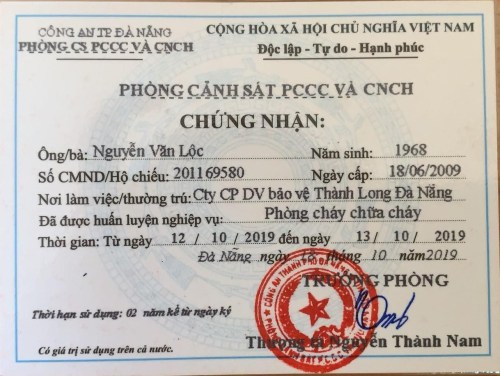 CÔNG AN TP ĐÀ NẴNG
PHÒNG CS PCCC VÀ CNCH
CỘNG HÒA XÃ HỘI CHỦ NGHĨA VIỆT NAM
Độc lập - Tự do - Hạnh phúc
PHÒNG CẢNH SÁT PCCC VÀ CNCH
CHỨNG NHẬN:
Ông/bà: Nguyễn Văn Lộc Năm sinh: 1968
Số CMND/Hộ chiếu: 201169580 Ngày cấp: 18/06/2009
Nơi làm việc/thường trú: Cty CP DV bảo vệ Thành Long Đà Nẵng
Đã được huấn luyện nghiệp vụ: Phòng cháy chữa cháy
Thời gian: Từ ngày 12 / 10 / 2019 đến ngày 13 / 10 / 2019
Đà Nẵng, ngày tháng 10 năm 2019
TRƯỞNG PHÒNG
Thời hạn sử dụng: 02 năm kể từ ngày ký
Thượng tá Nguyễn Thành Nam
Có giá trị sử dụng trên cả nước.